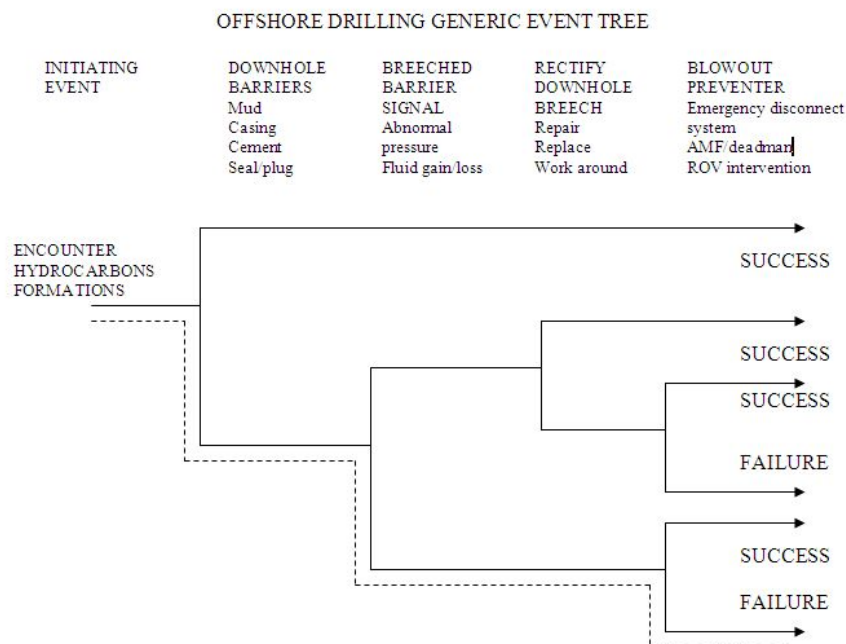 OFFSHORE DRILLING GENERIC EVENT TREE
INITIATING
EVENT
DOWNHOLE
BARRIERS
Mud
Casing
Cement
Seal/plug
BREECHED
BARRIER
SIGNAL
Abnormal
pressure
Fluid gain/loss
RECTIFY
DOWNHOLE
BREECH
Repair
Replace
Work around
BLOWOUT
PREVENTER
Emergency disconnect
system
AMF/deadman
ROV intervention
ENCOUNTER
HYDROCARBONS
FORMATIONS
SUCCESS
SUCCESS
SUCCESS
FAILURE
SUCCESS
FAILURE